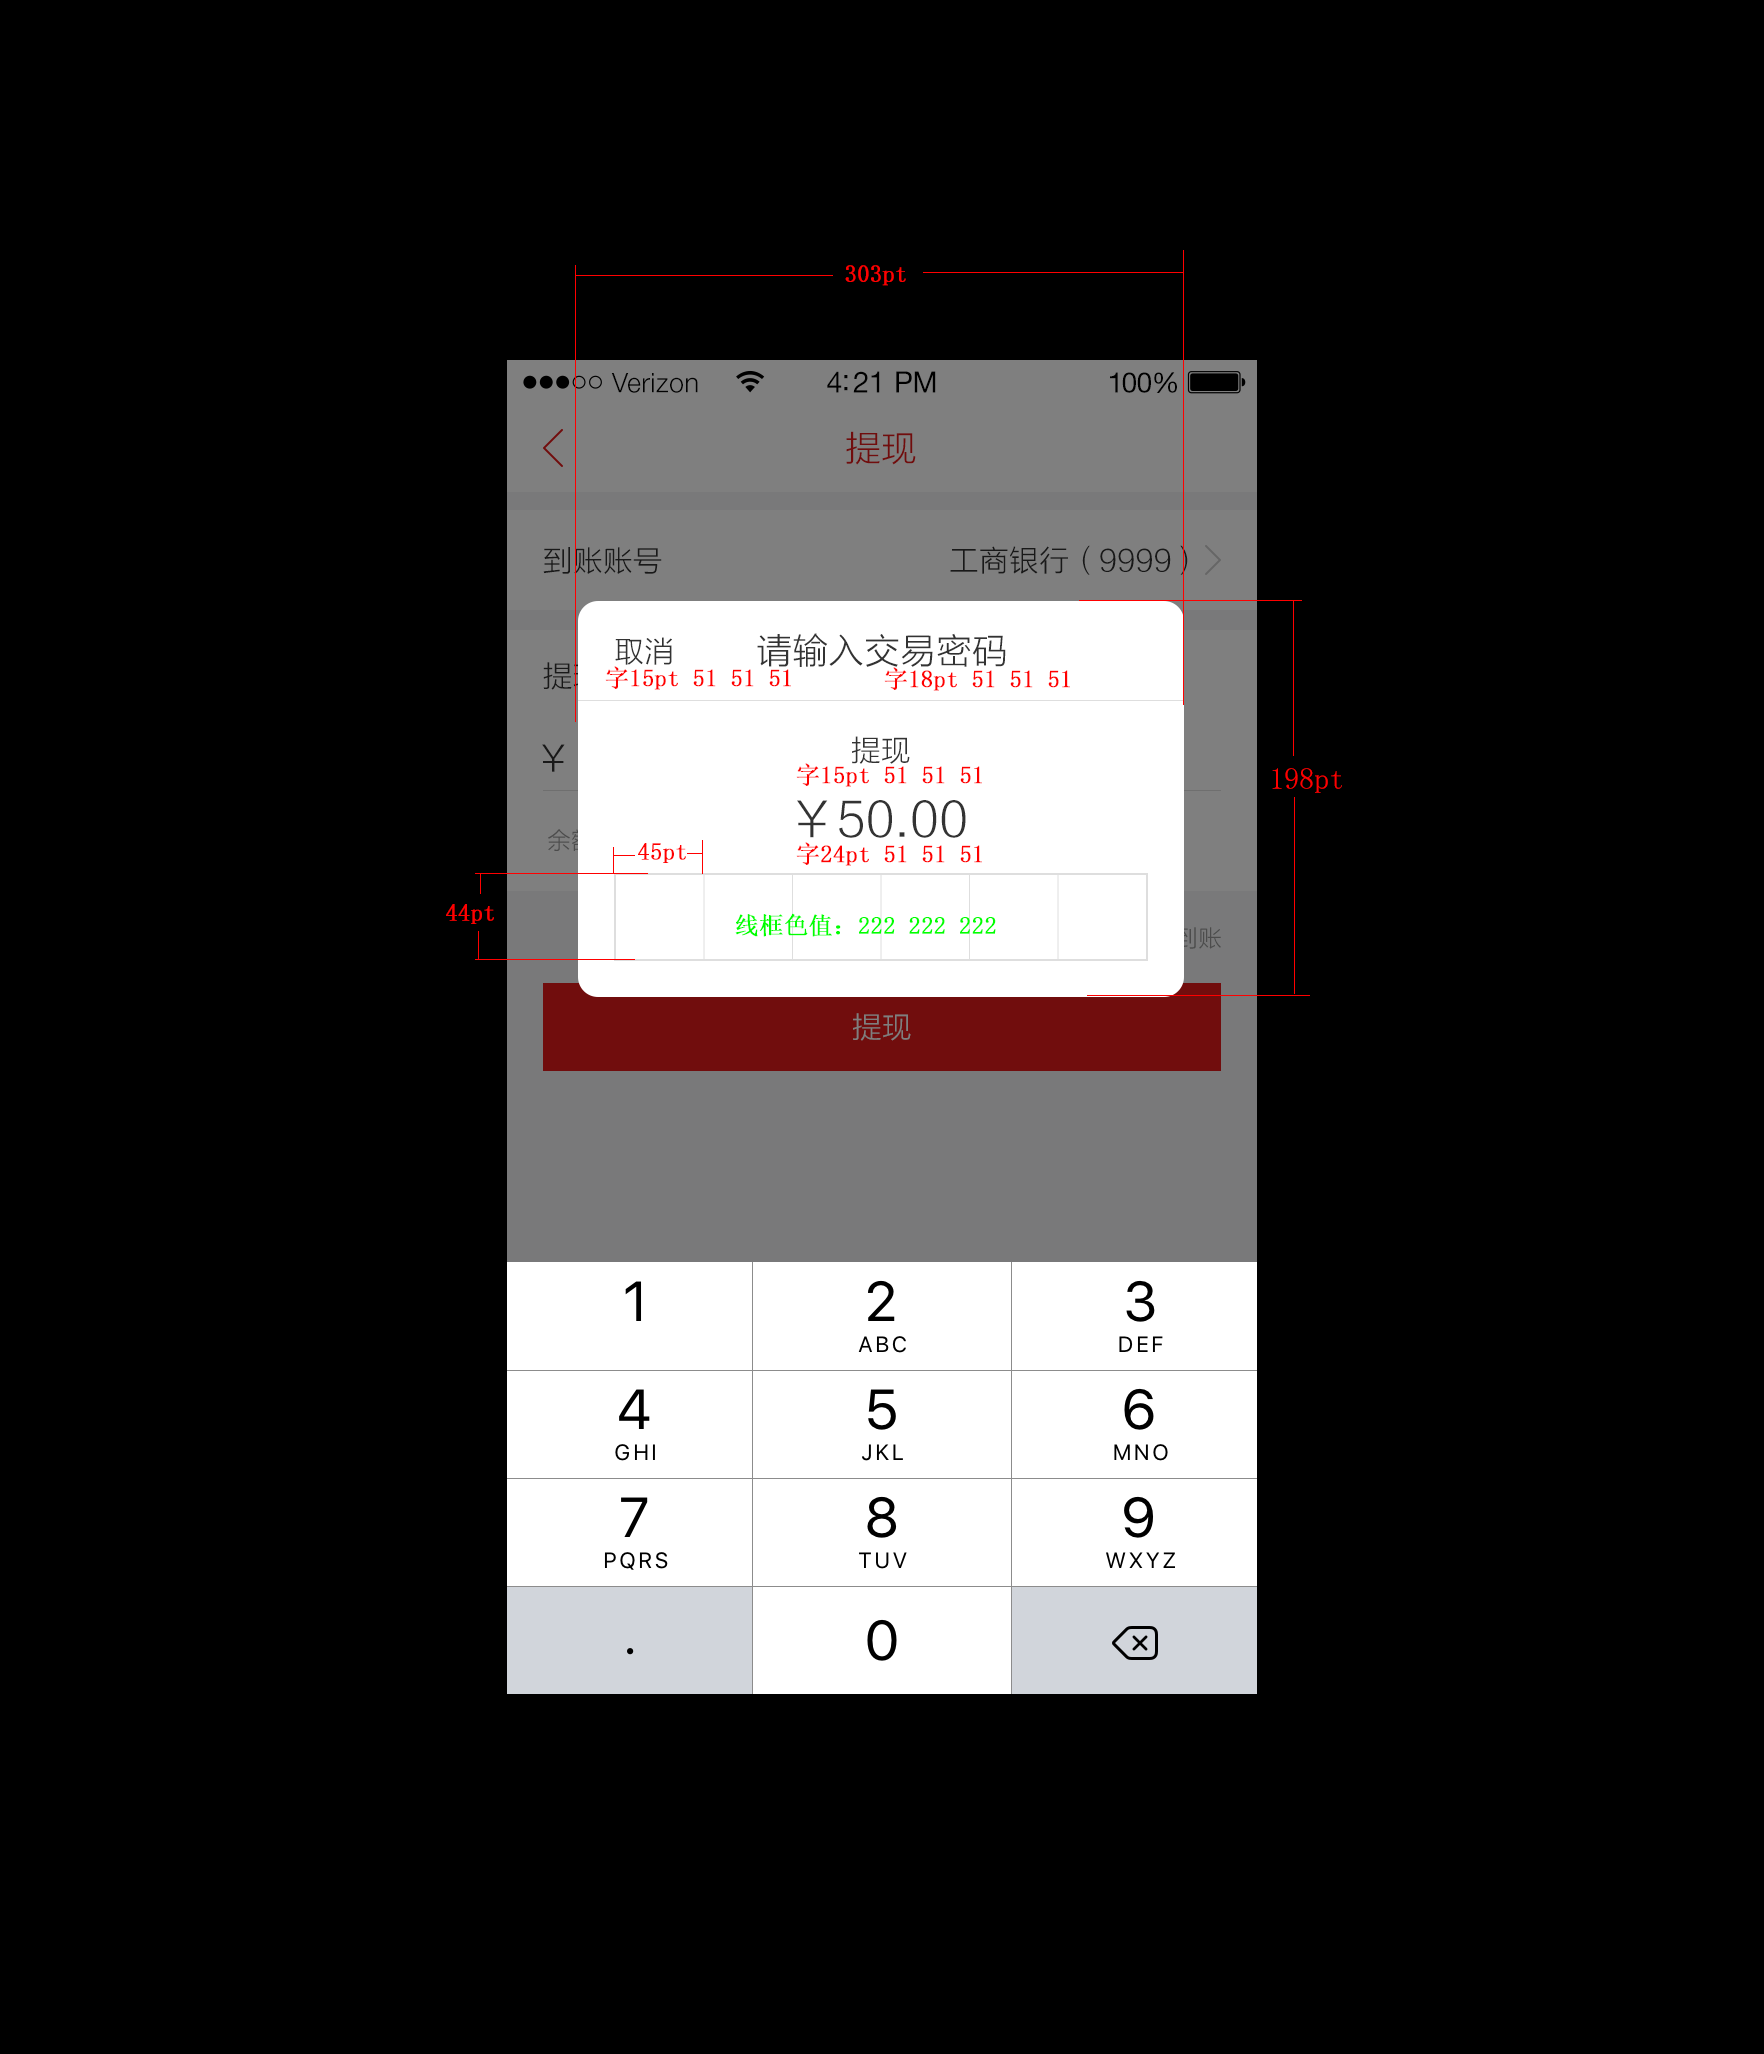 303pt
Verizon 4:21 PM 100%
提现
到账账号 工商银行（9999）
取消 请输入交易密码
字15pt 51 51 51 字18pt 51 51 51
提
提现
字15pt 51 51 51
¥
198pt
¥50.00
字24pt 51 51 51
45pt
余
44pt
线框色值：222 222 222
到账
提现
1 2 3
ABC DEF
4 5 6
GHI JKL MNO
7 8 9
PQRS TUV WXYZ
. 0